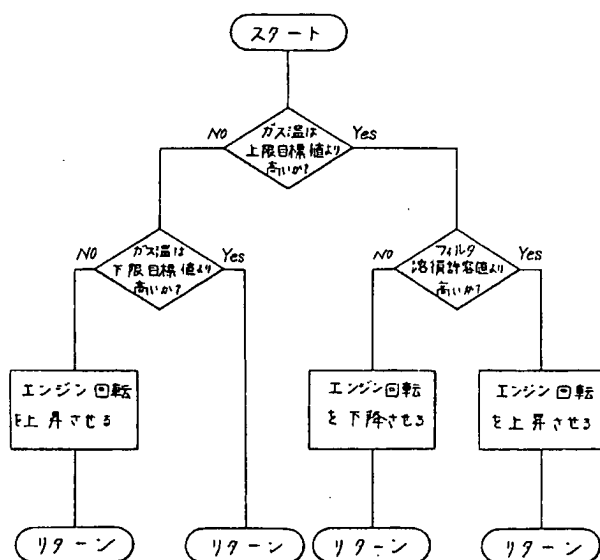 スタート
NO
ガス温は
上限目標値より
高いか?
Yes
NO
ガス温は
下限目標値より
高いか?
Yes
NO
フィルタ
溶損許容値より
高いか?
Yes
エンジン回転
を上昇させる
エンジン回転
を下降させる
エンジン回転
を上昇させる
リターン
リターン
リターン
リターン